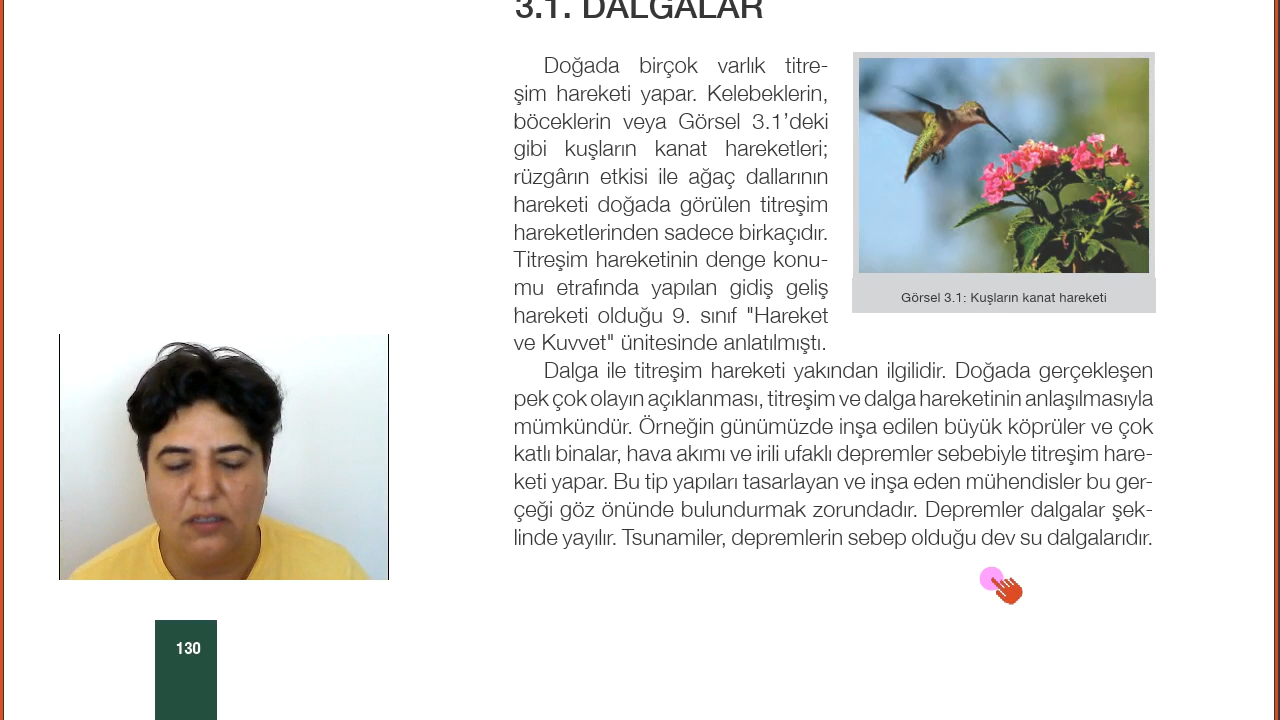 3.1. DALGALAR
Doğada birçok varlık titre-
şim hareketi yapar. Kelebeklerin,
böceklerin veya Görsel 3.1’deki
gibi kuşların kanat hareketleri;
rüzgârın etkisi ile ağaç dallarının
hareketi doğada görülen titreşim
hareketlerinden sadece birkaçıdır.
Titreşim hareketinin denge konu-
mu etrafında yapılan gidiş geliş
hareketi olduğu 9. sınıf "Hareket
ve Kuvvet" ünitesinde anlatılmıştı.
Görsel 3.1: Kuşların kanat hareketi
Dalga ile titreşim hareketi yakından ilgilidir. Doğada gerçekleşen
pek çok olayın açıklanması, titreşim ve dalga hareketinin anlaşılmasıyla
mümkündür. Örneğin günümüzde inşa edilen büyük köprüler ve çok
katlı binalar, hava akımı ve irili ufaklı depremler sebebiyle titreşim hare-
keti yapar. Bu tip yapıları tasarlayan ve inşa eden mühendisler bu ger-
çeği göz önünde bulundurmak zorundadır. Depremler dalgalar şek-
linde yayılır. Tsunamiler, depremlerin sebep olduğu dev su dalgalarıdır.
130